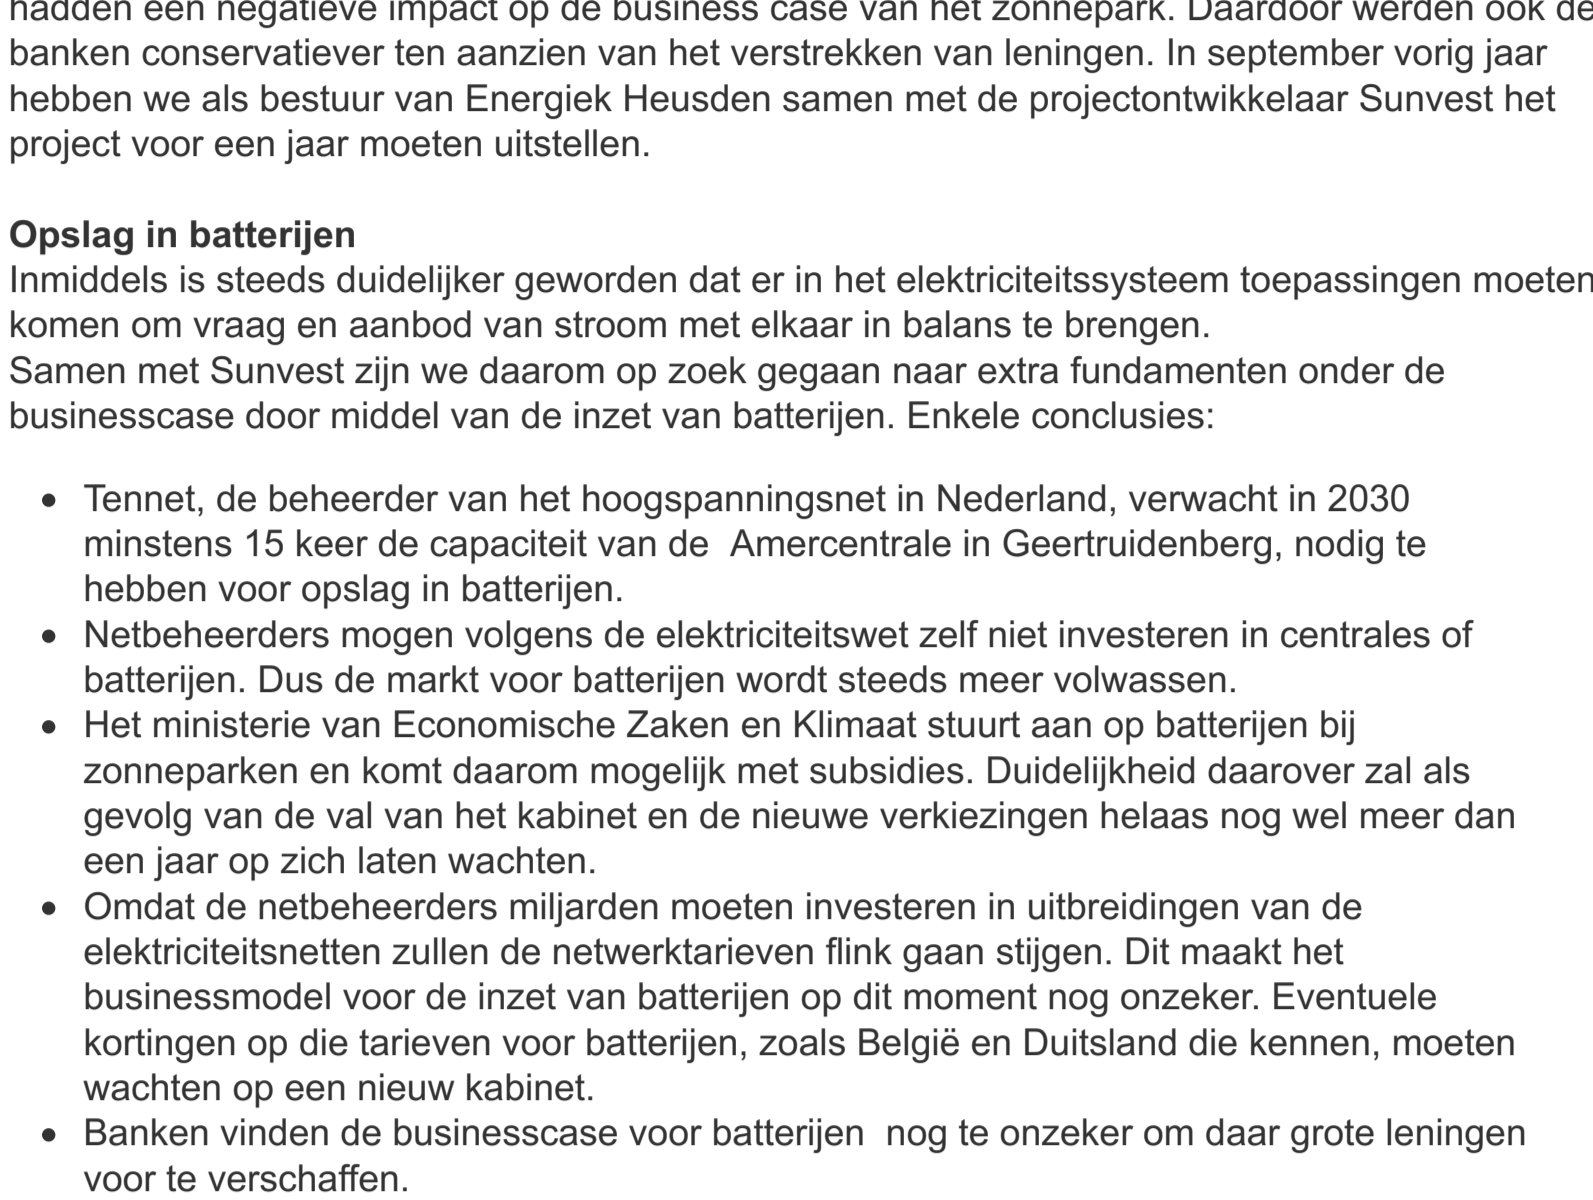 hadden een negatieve impact op de business case van het zonnepark. Daardoor werden ook de
banken conservatiever ten aanzien van het verstrekken van leningen. In september vorig jaar
hebben we als bestuur van Energiek Heusden samen met de projectontwikkelaar Sunvest het
project voor een jaar moeten uitstellen.
Opslag in batterijen
Inmiddels is steeds duidelijker geworden dat er in het elektriciteitssysteem toepassingen moeten
komen om vraag en aanbod van stroom met elkaar in balans te brengen.
Samen met Sunvest zijn we daarom op zoek gegaan naar extra fundamenten onder de
businesscase door middel van de inzet van batterijen. Enkele conclusies:
• Tennet, de beheerder van het hoogspanningsnet in Nederland, verwacht in 2030
minstens 15 keer de capaciteit van de  Amercentrale in Geertruidenberg, nodig te
hebben voor opslag in batterijen.
• Netbeheerders mogen volgens de elektriciteitswet zelf niet investeren in centrales of
batterijen. Dus de markt voor batterijen wordt steeds meer volwassen.
• Het ministerie van Economische Zaken en Klimaat stuurt aan op batterijen bij
zonneparken en komt daarom mogelijk met subsidies. Duidelijkheid daarover zal als
gevolg van de val van het kabinet en de nieuwe verkiezingen helaas nog wel meer dan
een jaar op zich laten wachten.
• Omdat de netbeheerders miljarden moeten investeren in uitbreidingen van de
elektriciteitsnetten zullen de netwerktarieven flink gaan stijgen. Dit maakt het
businessmodel voor de inzet van batterijen op dit moment nog onzeker. Eventuele
kortingen op die tarieven voor batterijen, zoals België en Duitsland die kennen, moeten
wachten op een nieuw kabinet.
• Banken vinden de businesscase voor batterijen  nog te onzeker om daar grote leningen
voor te verschaffen.